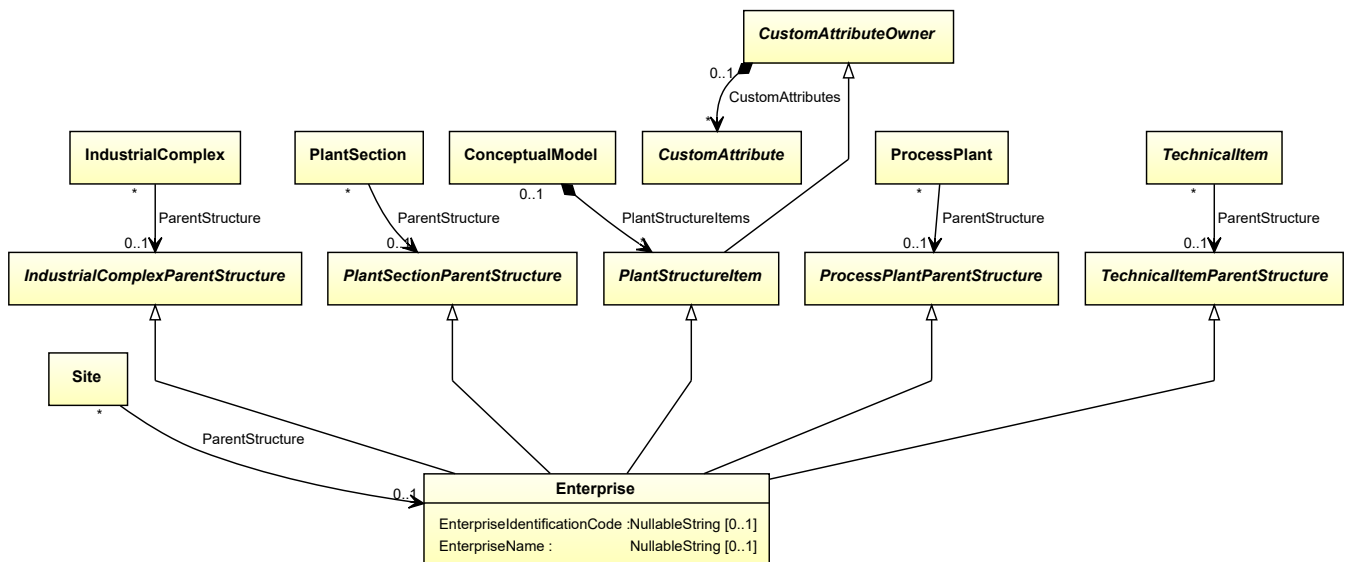 CustomAttributeOwner
0..1
CustomAttributes
*
IndustrialComplex
PlantSection
ConceptualModel
CustomAttribute
ProcessPlant
TechnicalItem
*
*
0..1
*
*
ParentStructure
ParentStructure
PlantStructureItems
ParentStructure
ParentStructure
0..1
0..1
*
0..1
0..1
IndustrialComplexParentStructure
PlantSectionParentStructure
PlantStructureItem
ProcessPlantParentStructure
TechnicalItemParentStructure
Site
*
ParentStructure
0..1
Enterprise
EnterpriseIdentificationCode :NullableString [0..1]
EnterpriseName : NullableString [0..1]